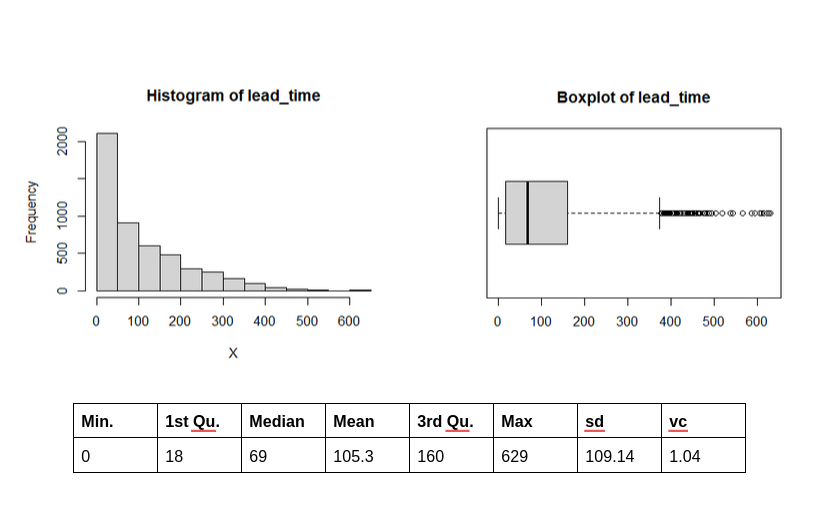 Histogram of lead_time
Frequency
2000
1000
500
0
0 100 200 300 400 500 600
X
Boxplot of lead_time
0 100 200 300 400 500 600
Min. 1st Qu. Median Mean 3rd Qu. Max sd vc
0 18 69 105.3 160 629 109.14 1.04